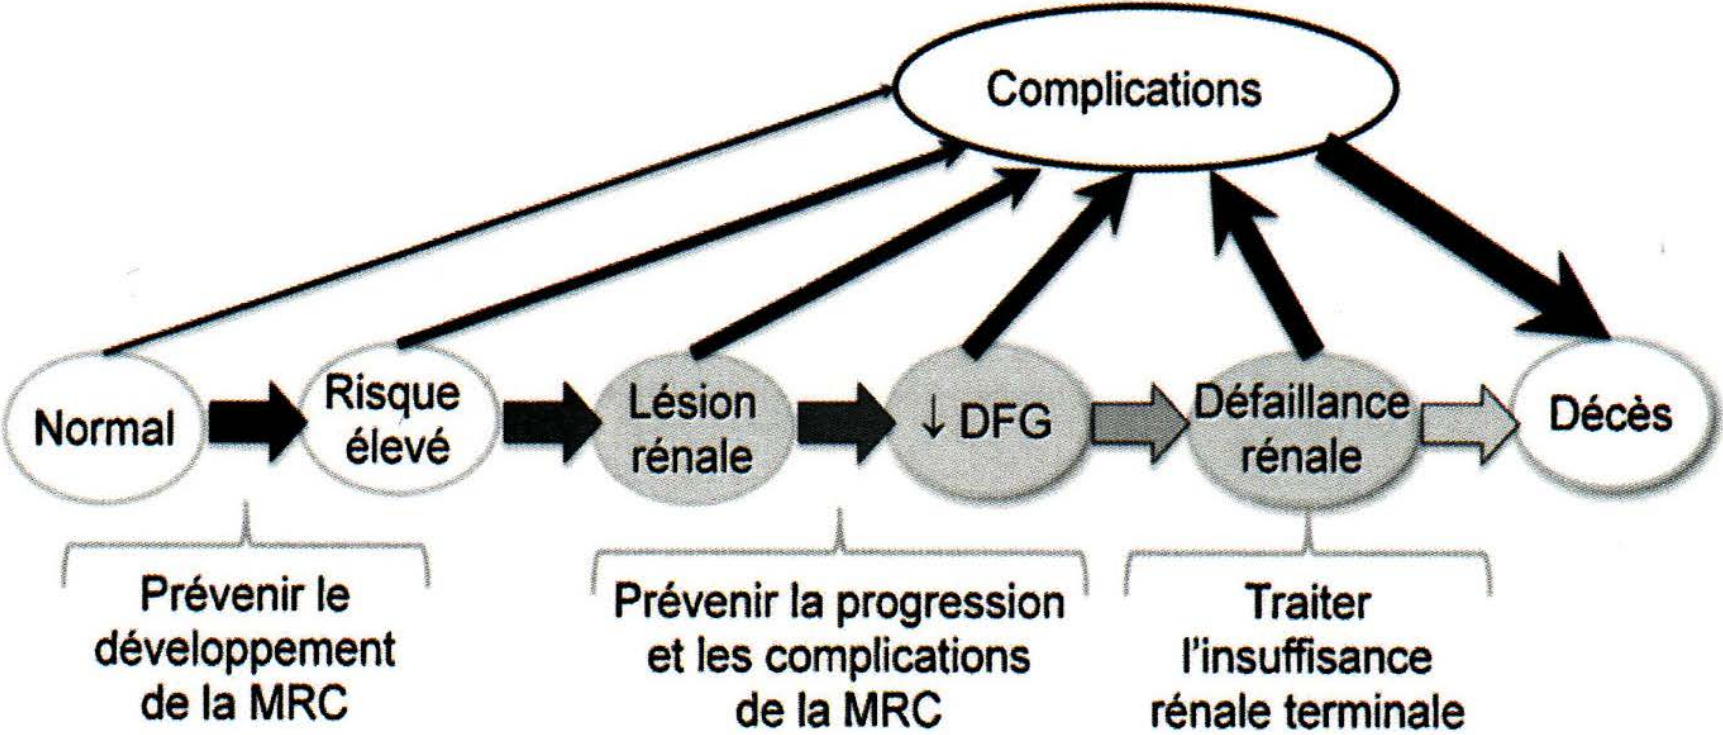 Complications
Normal
Risque
élevé
Lésion
rénale
↓ DFG
Défaillance
rénale
Décès
Prévenir le
développement
de la MRC
Prévenir la progression
et les complications
de la MRC
Traiter
l'insuffisance
rénale terminale